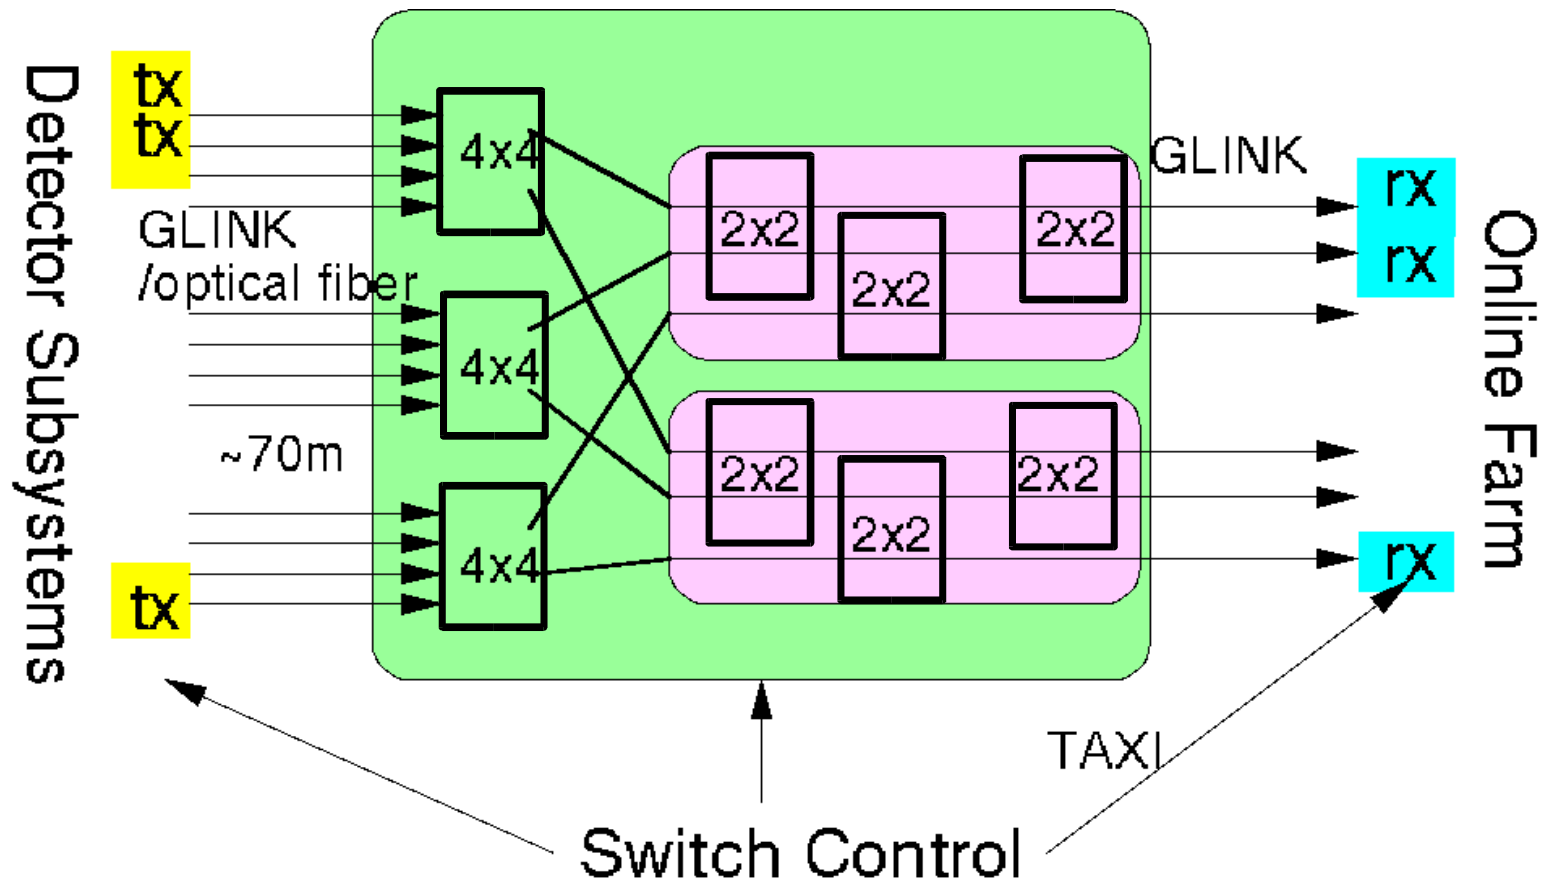 Detector Subsystems
tx
tx
GLINK
/optical fiber
~70m
tx
4x4
4x4
4x4
2x2
2x2
2x2
2x2
2x2
2x2
GLINK
rx
rx
rx
Online Farm
TAXI
Switch Control